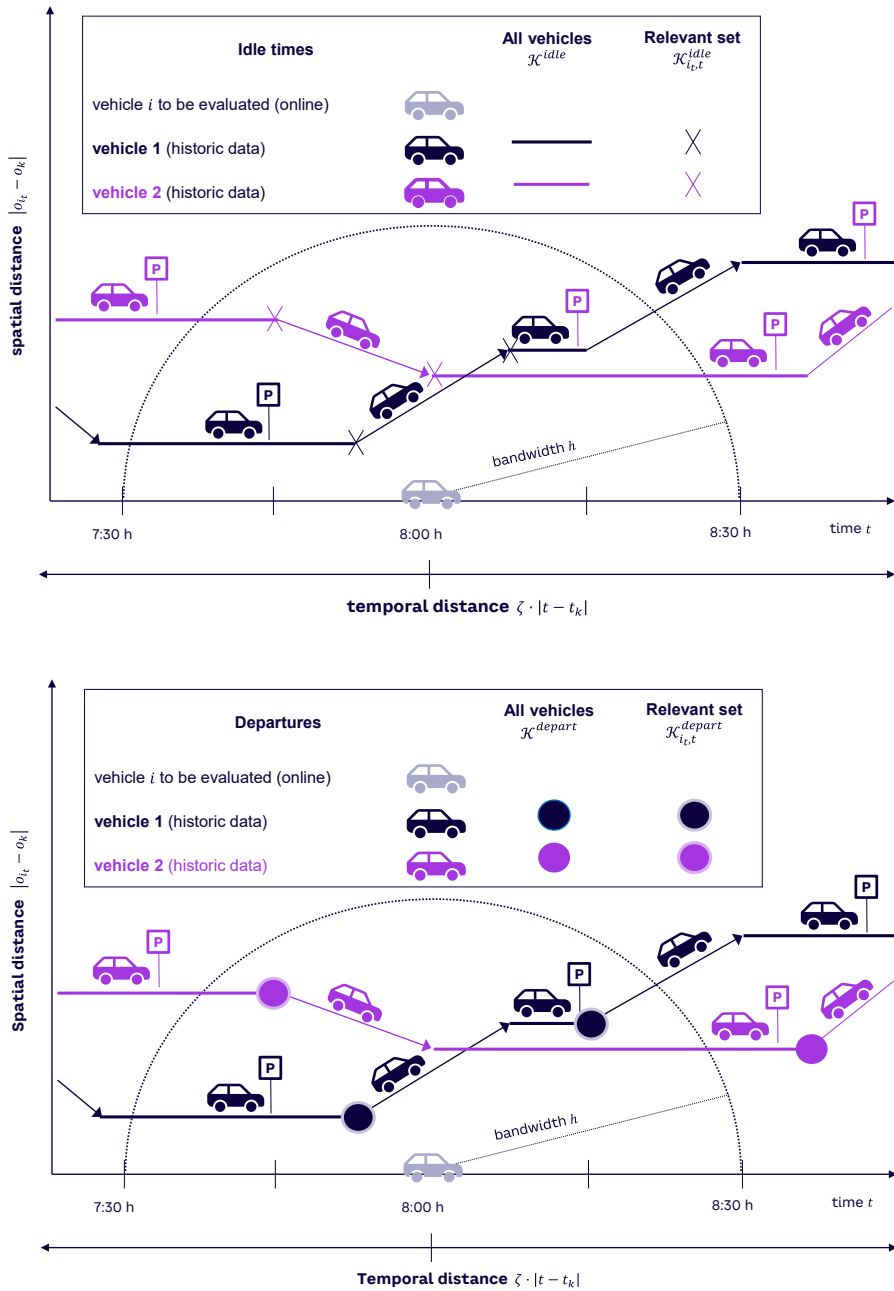 Idle times All vehicles Relevant set
𝒦^{idle} 𝒦^{idle}_{i_t,t}
vehicle i to be evaluated (online)
vehicle 1 (historic data)
vehicle 2 (historic data)
spatial distance |o_{i_t} − o_k|
P
P
P
P
P
P
bandwidth h
7:30 h 8:00 h 8:30 h time t
temporal distance ζ · |t − t_k|
Departures All vehicles Relevant set
𝒦^{depart} 𝒦^{depart}_{i_t,t}
vehicle i to be evaluated (online)
vehicle 1 (historic data)
vehicle 2 (historic data)
Spatial distance |o_{i_t} − o_k|
P
P
P
P
P
bandwidth h
7:30 h 8:00 h 8:30 h time t
Temporal distance ζ · |t − t_k|